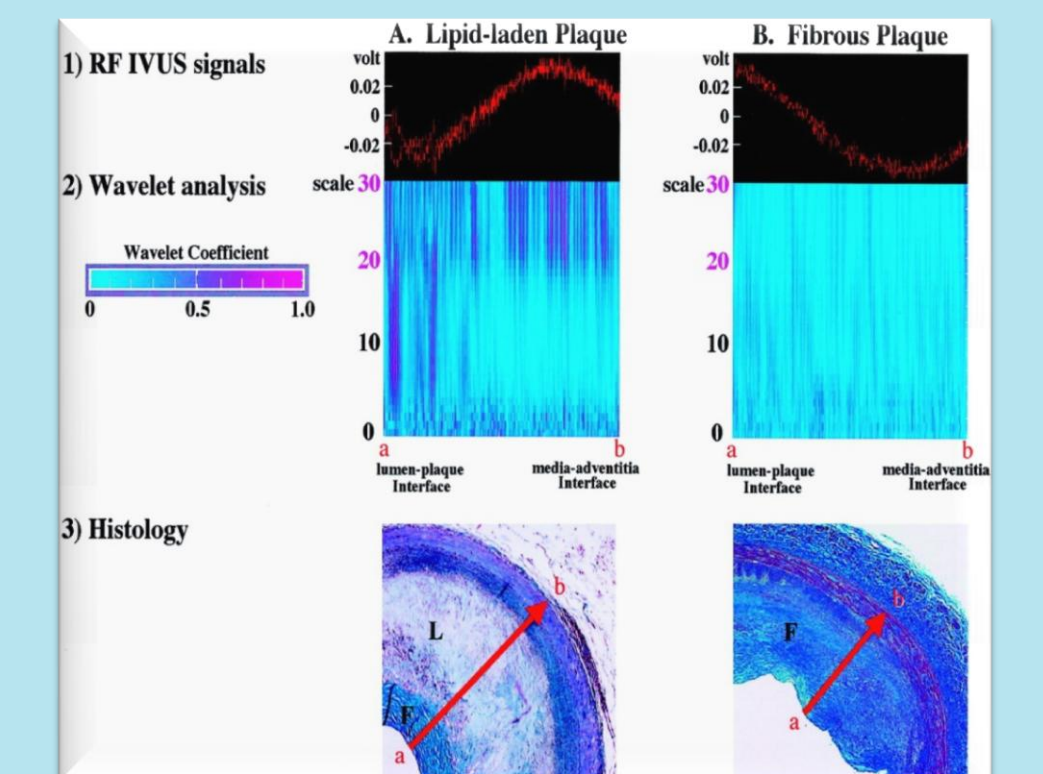 A. Lipid-laden Plaque
B. Fibrous Plaque
1) RF IVUS signals
volt
0.02
0
-0.02
volt
0.02
0
-0.02
2) Wavelet analysis
scale 30
20
10
0
scale 30
20
10
0
Wavelet Coefficient
0 0.5 1.0
a b
lumen-plaque Interface
media-adventitia Interface
a b
lumen-plaque Interface
media-adventitia Interface
3) Histology
L
F
a
b
F
a
b